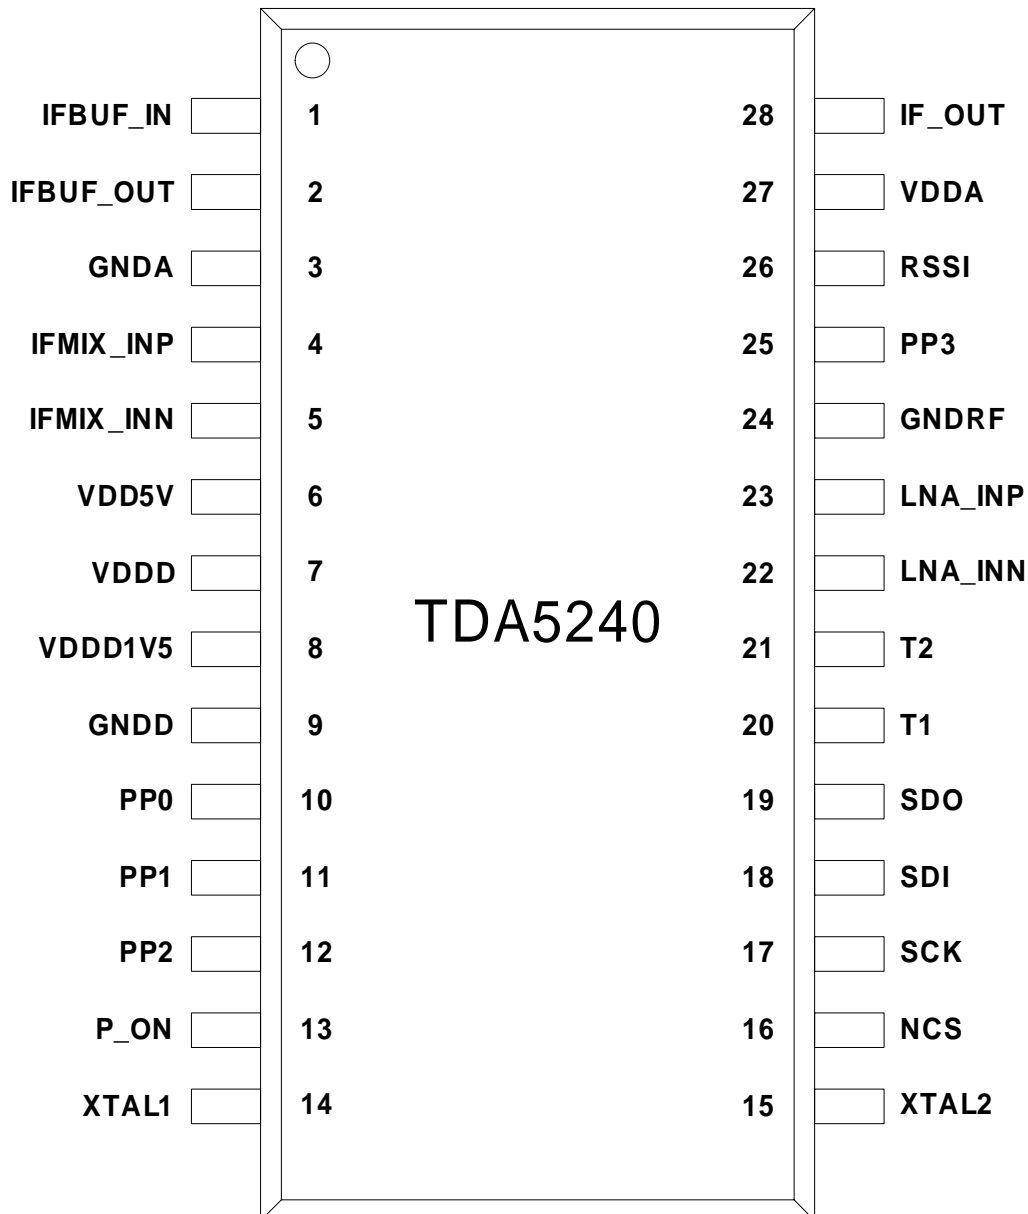 IFBUF_IN 1 28 IF_OUT
IFBUF_OUT 2 27 VDDA
GNDA 3 26 RSSI
IFMIX_INP 4 25 PP3
IFMIX_INN 5 24 GNDRF
VDD5V 6 23 LNA_INP
VDDD 7 22 LNA_INN
TDA5240
VDDD1V5 8 21 T2
GNDD 9 20 T1
PP0 10 19 SDO
PP1 11 18 SDI
PP2 12 17 SCK
P_ON 13 16 NCS
XTAL1 14 15 XTAL2